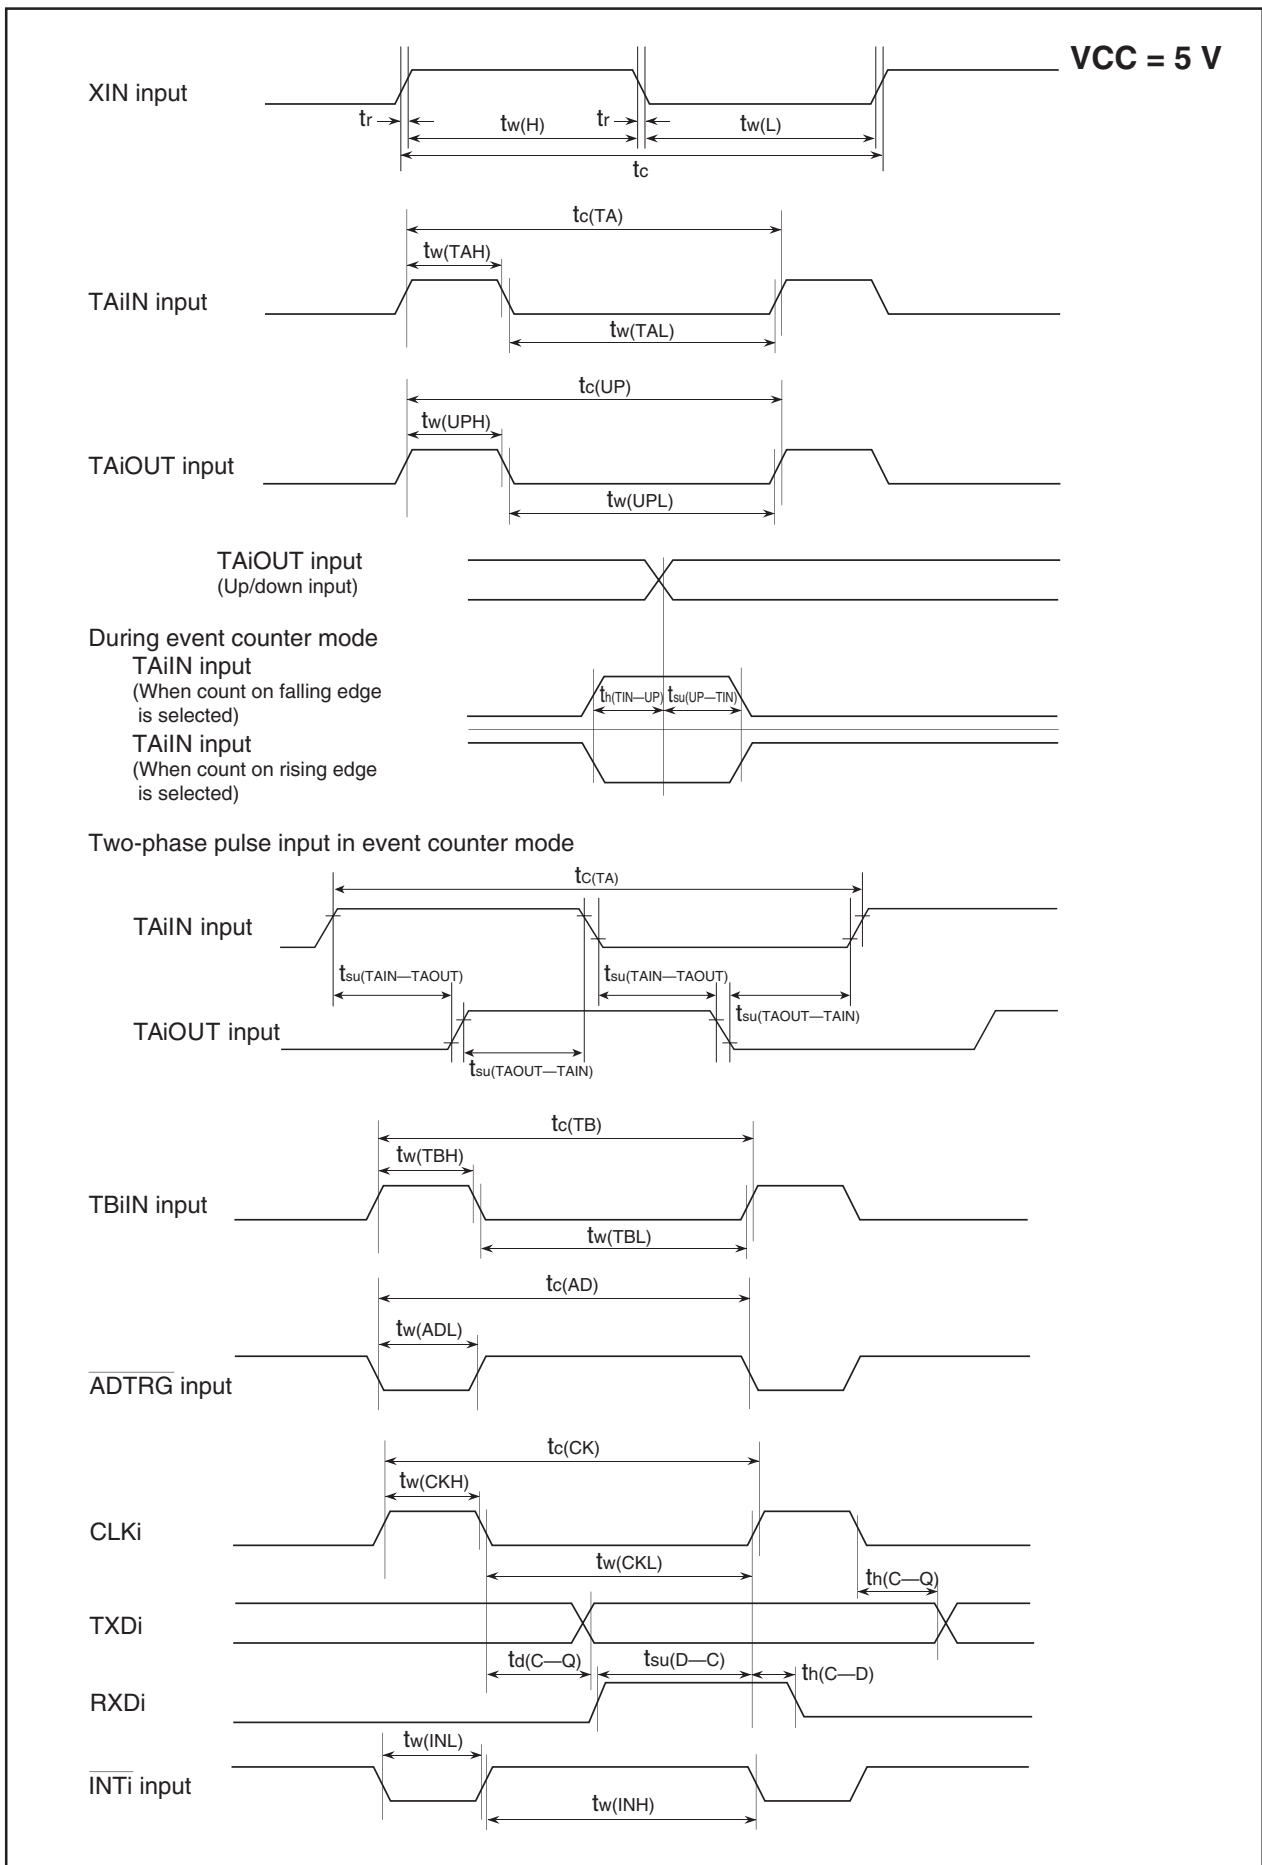 VCC = 5 V
XIN input
tr
tw(H)
tr
tw(L)
tc
tc(TA)
tw(TAH)
TAiIN input
tw(TAL)
tc(UP)
tw(UPH)
TAiOUT input
tw(UPL)
TAiOUT input
(Up/down input)
During event counter mode
TAiIN input
(When count on falling edge
is selected)
th(TIN—UP)
tsu(UP—TIN)
TAiIN input
(When count on rising edge
is selected)
Two-phase pulse input in event counter mode
tC(TA)
TAiIN input
tsu(TAIN—TAOUT)
tsu(TAIN—TAOUT)
tsu(TAOUT—TAIN)
TAiOUT input
tsu(TAOUT—TAIN)
tc(TB)
tw(TBH)
TBiIN input
tw(TBL)
tc(AD)
tw(ADL)
ADTRG input
tc(CK)
tw(CKH)
CLKi
tw(CKL)
th(C—Q)
TXDi
td(C—Q)
tsu(D—C)
th(C—D)
RXDi
tw(INL)
INTi input
tw(INH)